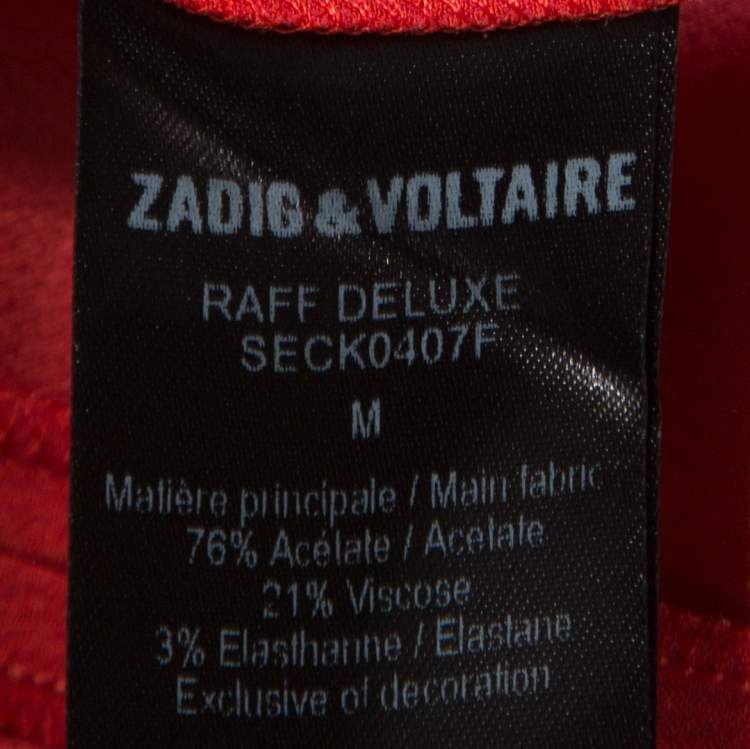 ZADIG & VOLTAIRE
RAFF DELUXE
SECK0407F
M
Matière principale / Main fabric
76% Acétate / Acetate
21% Viscose
3% Elasthanne / Elastane
Exclusive of decoration